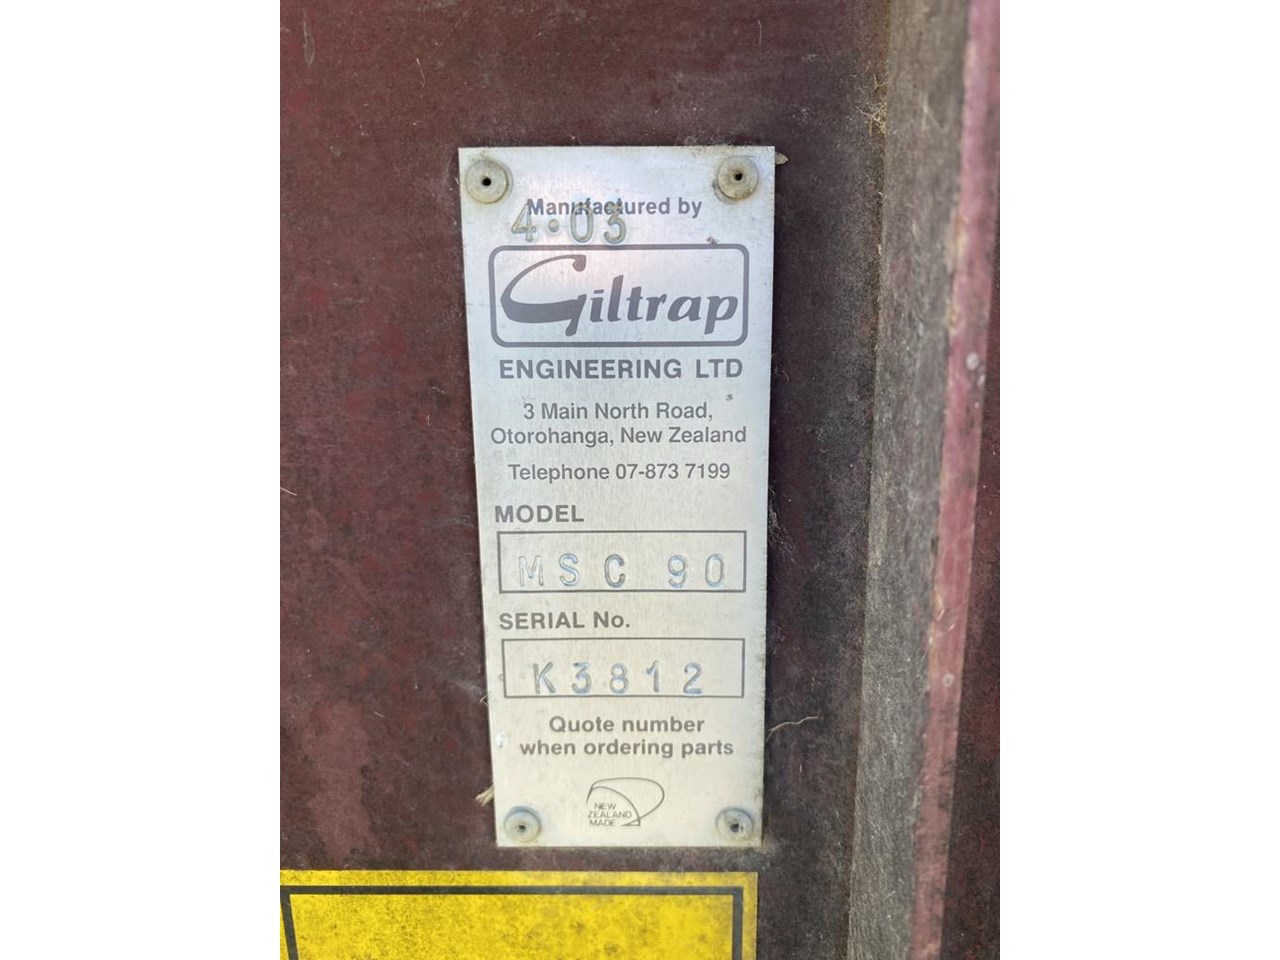 Manufactured by
4•03
Giltrap
ENGINEERING LTD
3 Main North Road,
Otorohanga, New Zealand
Telephone 07-873 7199
MODEL
MSC 90
SERIAL No.
K3812
Quote number
when ordering parts
NEW
ZEALAND
MADE